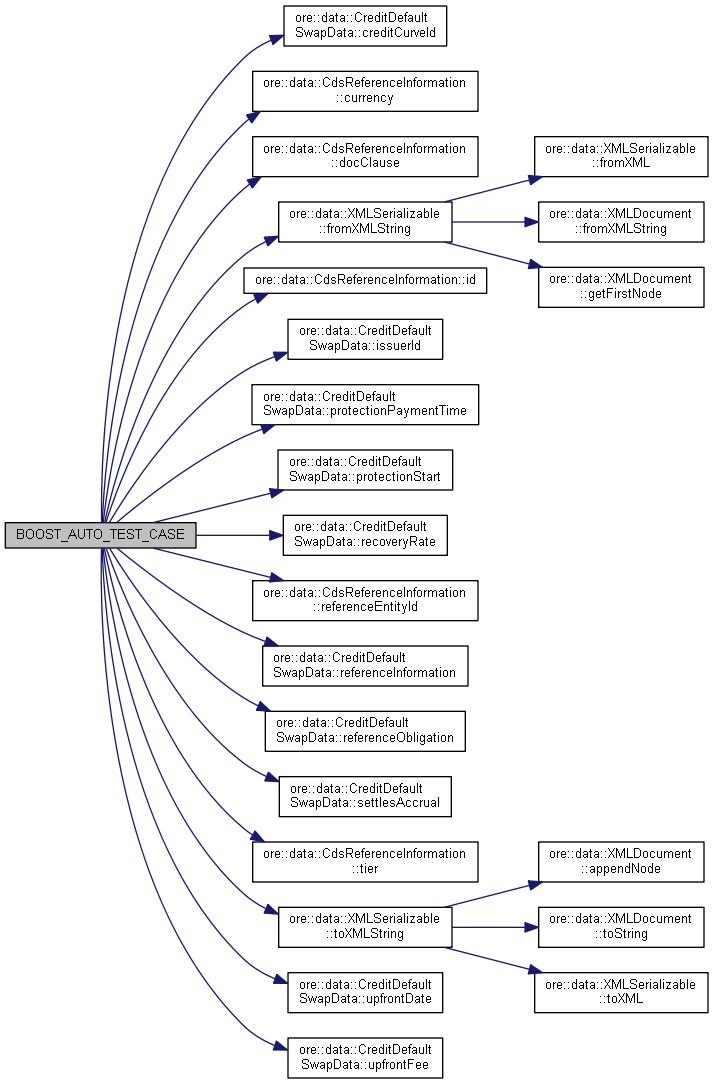 ore::data::CreditDefault
SwapData::creditCurveId
ore::data::CdsReferenceInformation
::currency
ore::data::CdsReferenceInformation
::docClause
ore::data::XMLSerializable
::fromXML
ore::data::XMLSerializable
::fromXMLString
ore::data::XMLDocument
::fromXMLString
ore::data::XMLDocument
::getFirstNode
ore::data::CdsReferenceInformation::id
ore::data::CreditDefault
SwapData::issuerId
ore::data::CreditDefault
SwapData::protectionPaymentTime
ore::data::CreditDefault
SwapData::protectionStart
BOOST_AUTO_TEST_CASE
ore::data::CreditDefault
SwapData::recoveryRate
ore::data::CdsReferenceInformation
::referenceEntityId
ore::data::CreditDefault
SwapData::referenceInformation
ore::data::CreditDefault
SwapData::referenceObligation
ore::data::CreditDefault
SwapData::settlesAccrual
ore::data::CdsReferenceInformation
::tier
ore::data::XMLDocument
::appendNode
ore::data::XMLSerializable
::toXMLString
ore::data::XMLDocument
::toString
ore::data::XMLSerializable
::toXML
ore::data::CreditDefault
SwapData::upfrontDate
ore::data::CreditDefault
SwapData::upfrontFee